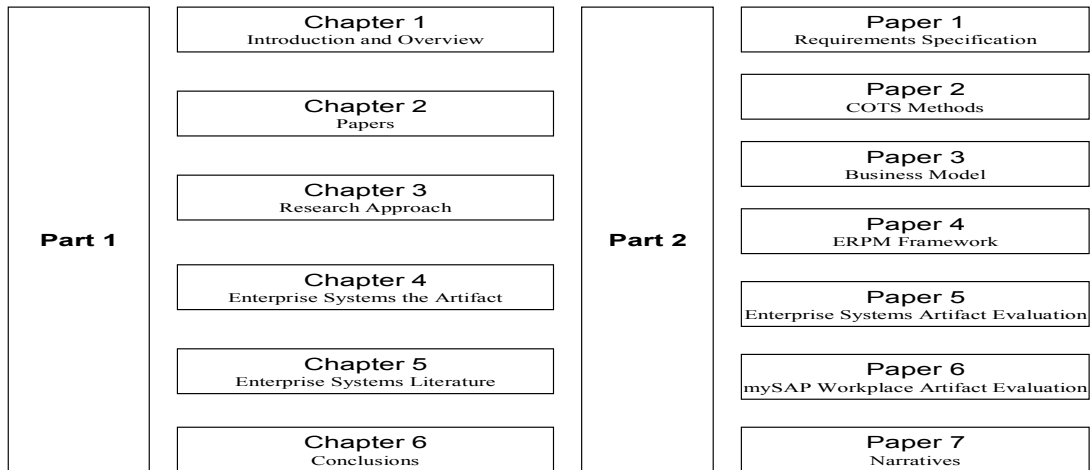 Part 1
Chapter 1
Introduction and Overview
Chapter 2
Papers
Chapter 3
Research Approach
Chapter 4
Enterprise Systems the Artifact
Chapter 5
Enterprise Systems Literature
Chapter 6
Conclusions
Part 2
Paper 1
Requirements Specification
Paper 2
COTS Methods
Paper 3
Business Model
Paper 4
ERPM Framework
Paper 5
Enterprise Systems Artifact Evaluation
Paper 6
mySAP Workplace Artifact Evaluation
Paper 7
Narratives